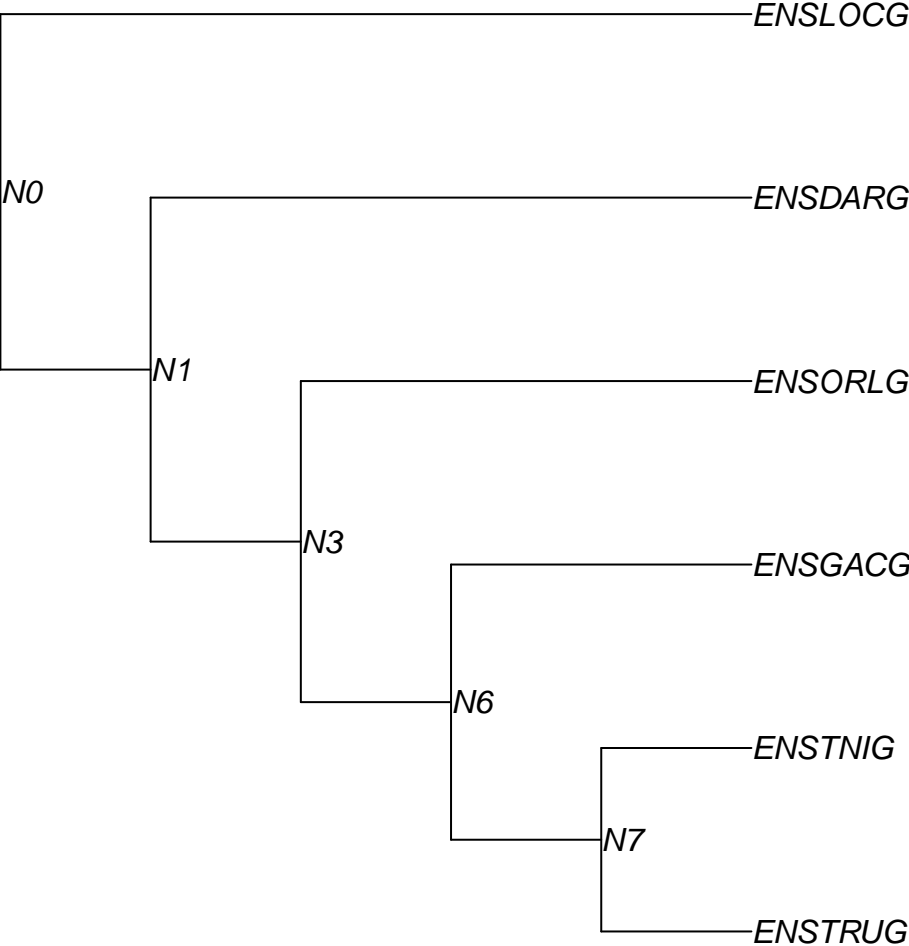 ENSLOCG
N0
ENSDARG
N1
ENSORLG
N3
ENSGACG
N6
ENSTNIG
N7
ENSTRUG